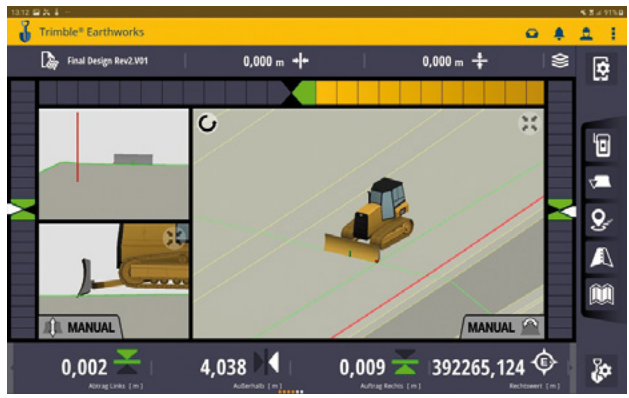 13:12
91%
Trimble® Earthworks
Final Design Rev2.V01
0,000 m
0,000 m
MANUAL
MANUAL
0,002
4,038
0,009
392265,124
E
Abtrag Links [m]
Außerhalb [m]
Auftrag Rechts [m]
Rechtswert [m]